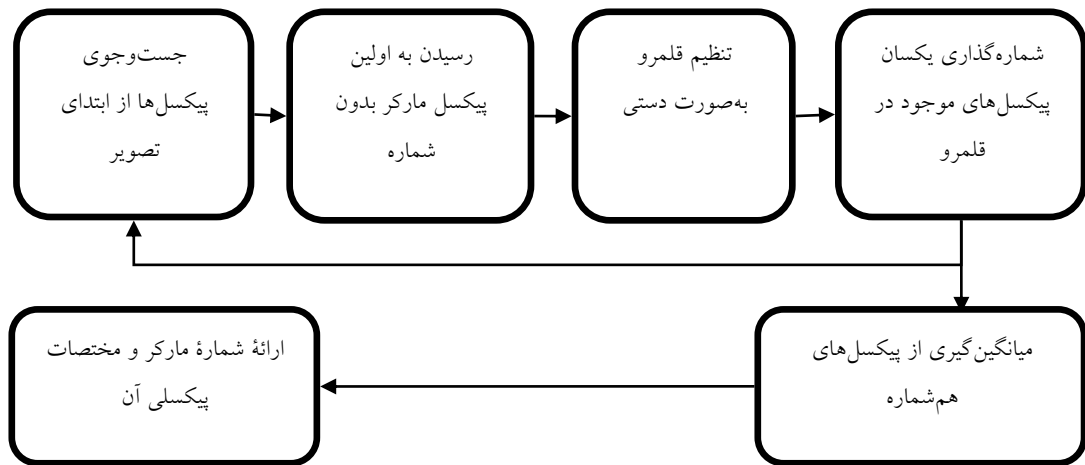 جست‌وجوی
پیکسل‌ها از ابتدای
تصویر
رسیدن به اولین
پیکسل مارکر بدون
شماره
تنظیم قلمرو
به‌صورت دستی
شماره‌گذاری یکسان
پیکسل‌های موجود در
قلمرو
میانگین‌گیری از پیکسل‌های
هم‌شماره
ارائهٔ شمارهٔ مارکر و مختصات
پیکسلی آن